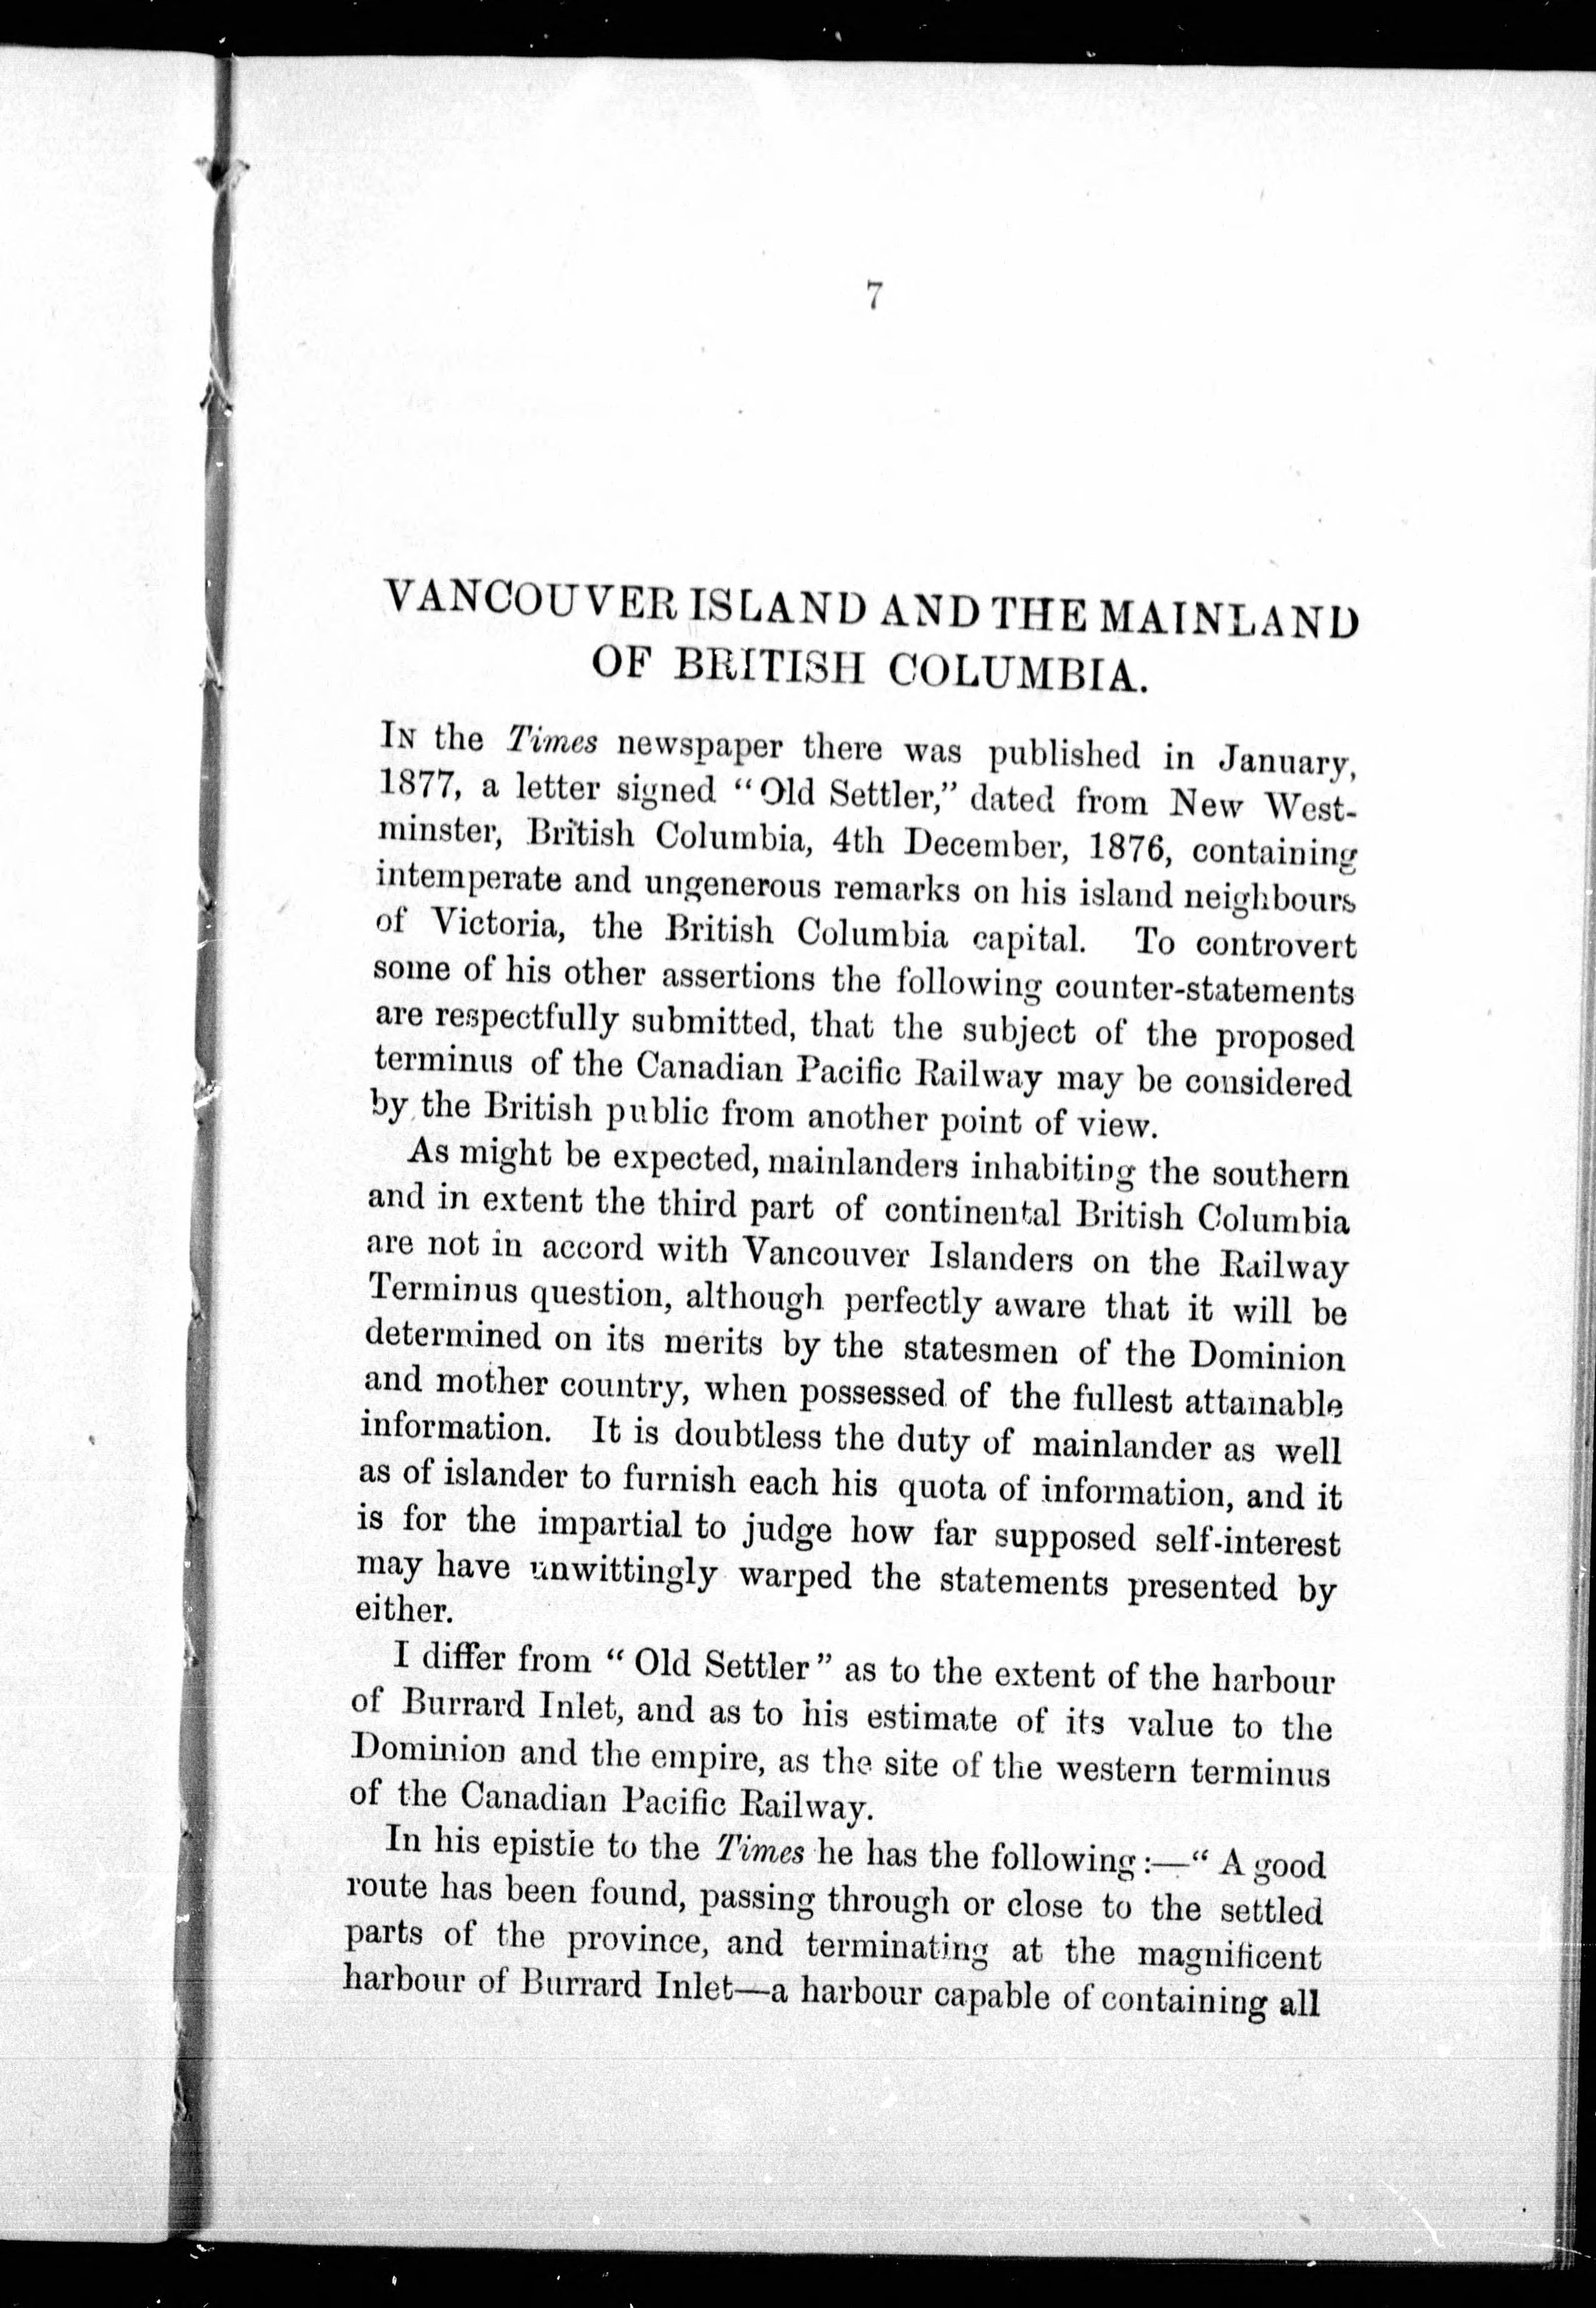 7
VANCOUVER ISLAND AND THE MAINLAND
OF BRITISH COLUMBIA.
IN the Times newspaper there was published in January,
1877, a letter signed “Old Settler,” dated from New West-
minster, British Columbia, 4th December, 1876, containing
intemperate and ungenerous remarks on his island neighbours
of Victoria, the British Columbia capital. To controvert
some of his other assertions the following counter-statements
are respectfully submitted, that the subject of the proposed
terminus of the Canadian Pacific Railway may be considered
by the British public from another point of view.
As might be expected, mainlanders inhabiting the southern
and in extent the third part of continental British Columbia
are not in accord with Vancouver Islanders on the Railway
Terminus question, although perfectly aware that it will be
determined on its merits by the statesmen of the Dominion
and mother country, when possessed of the fullest attainable
information. It is doubtless the duty of mainlander as well
as of islander to furnish each his quota of information, and it
is for the impartial to judge how far supposed self-interest
may have unwittingly warped the statements presented by
either.
I differ from “ Old Settler” as to the extent of the harbour
of Burrard Inlet, and as to his estimate of its value to the
Dominion and the empire, as the site of the western terminus
of the Canadian Pacific Railway.
In his epistle to the Times he has the following:—“ A good
route has been found, passing through or close to the settled
parts of the province, and terminating at the magnificent
harbour of Burrard Inlet—a harbour capable of containing all